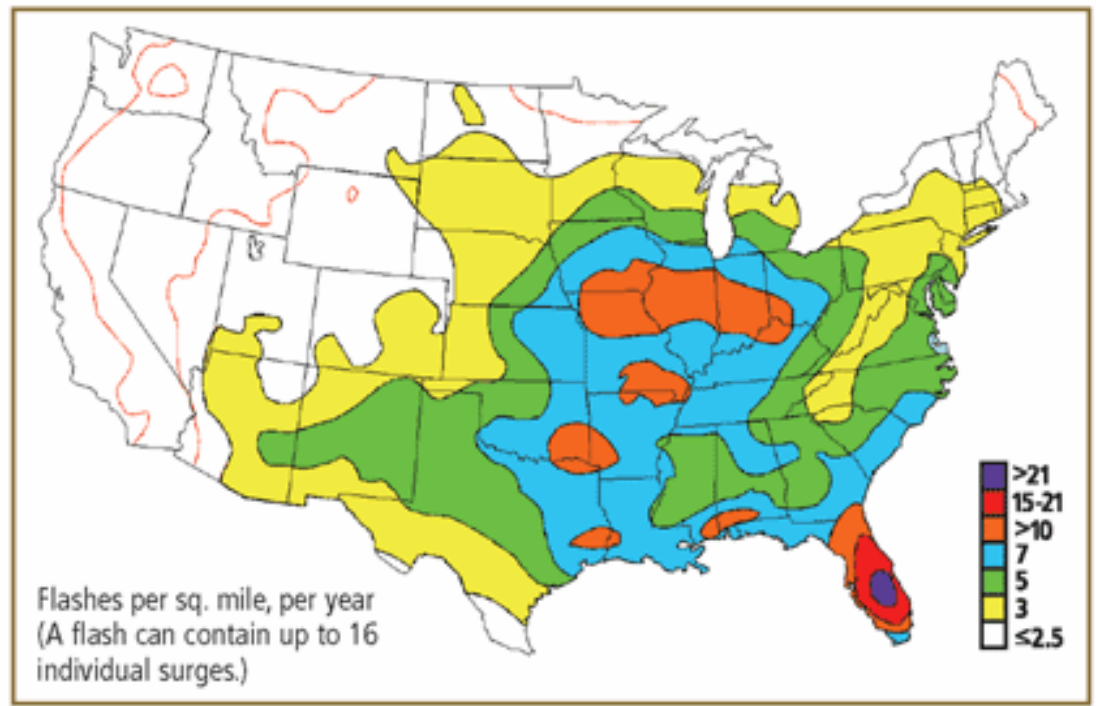 >21
15-21
>10
7
5
3
≤2.5
Flashes per sq. mile, per year
(A flash can contain up to 16
individual surges.)